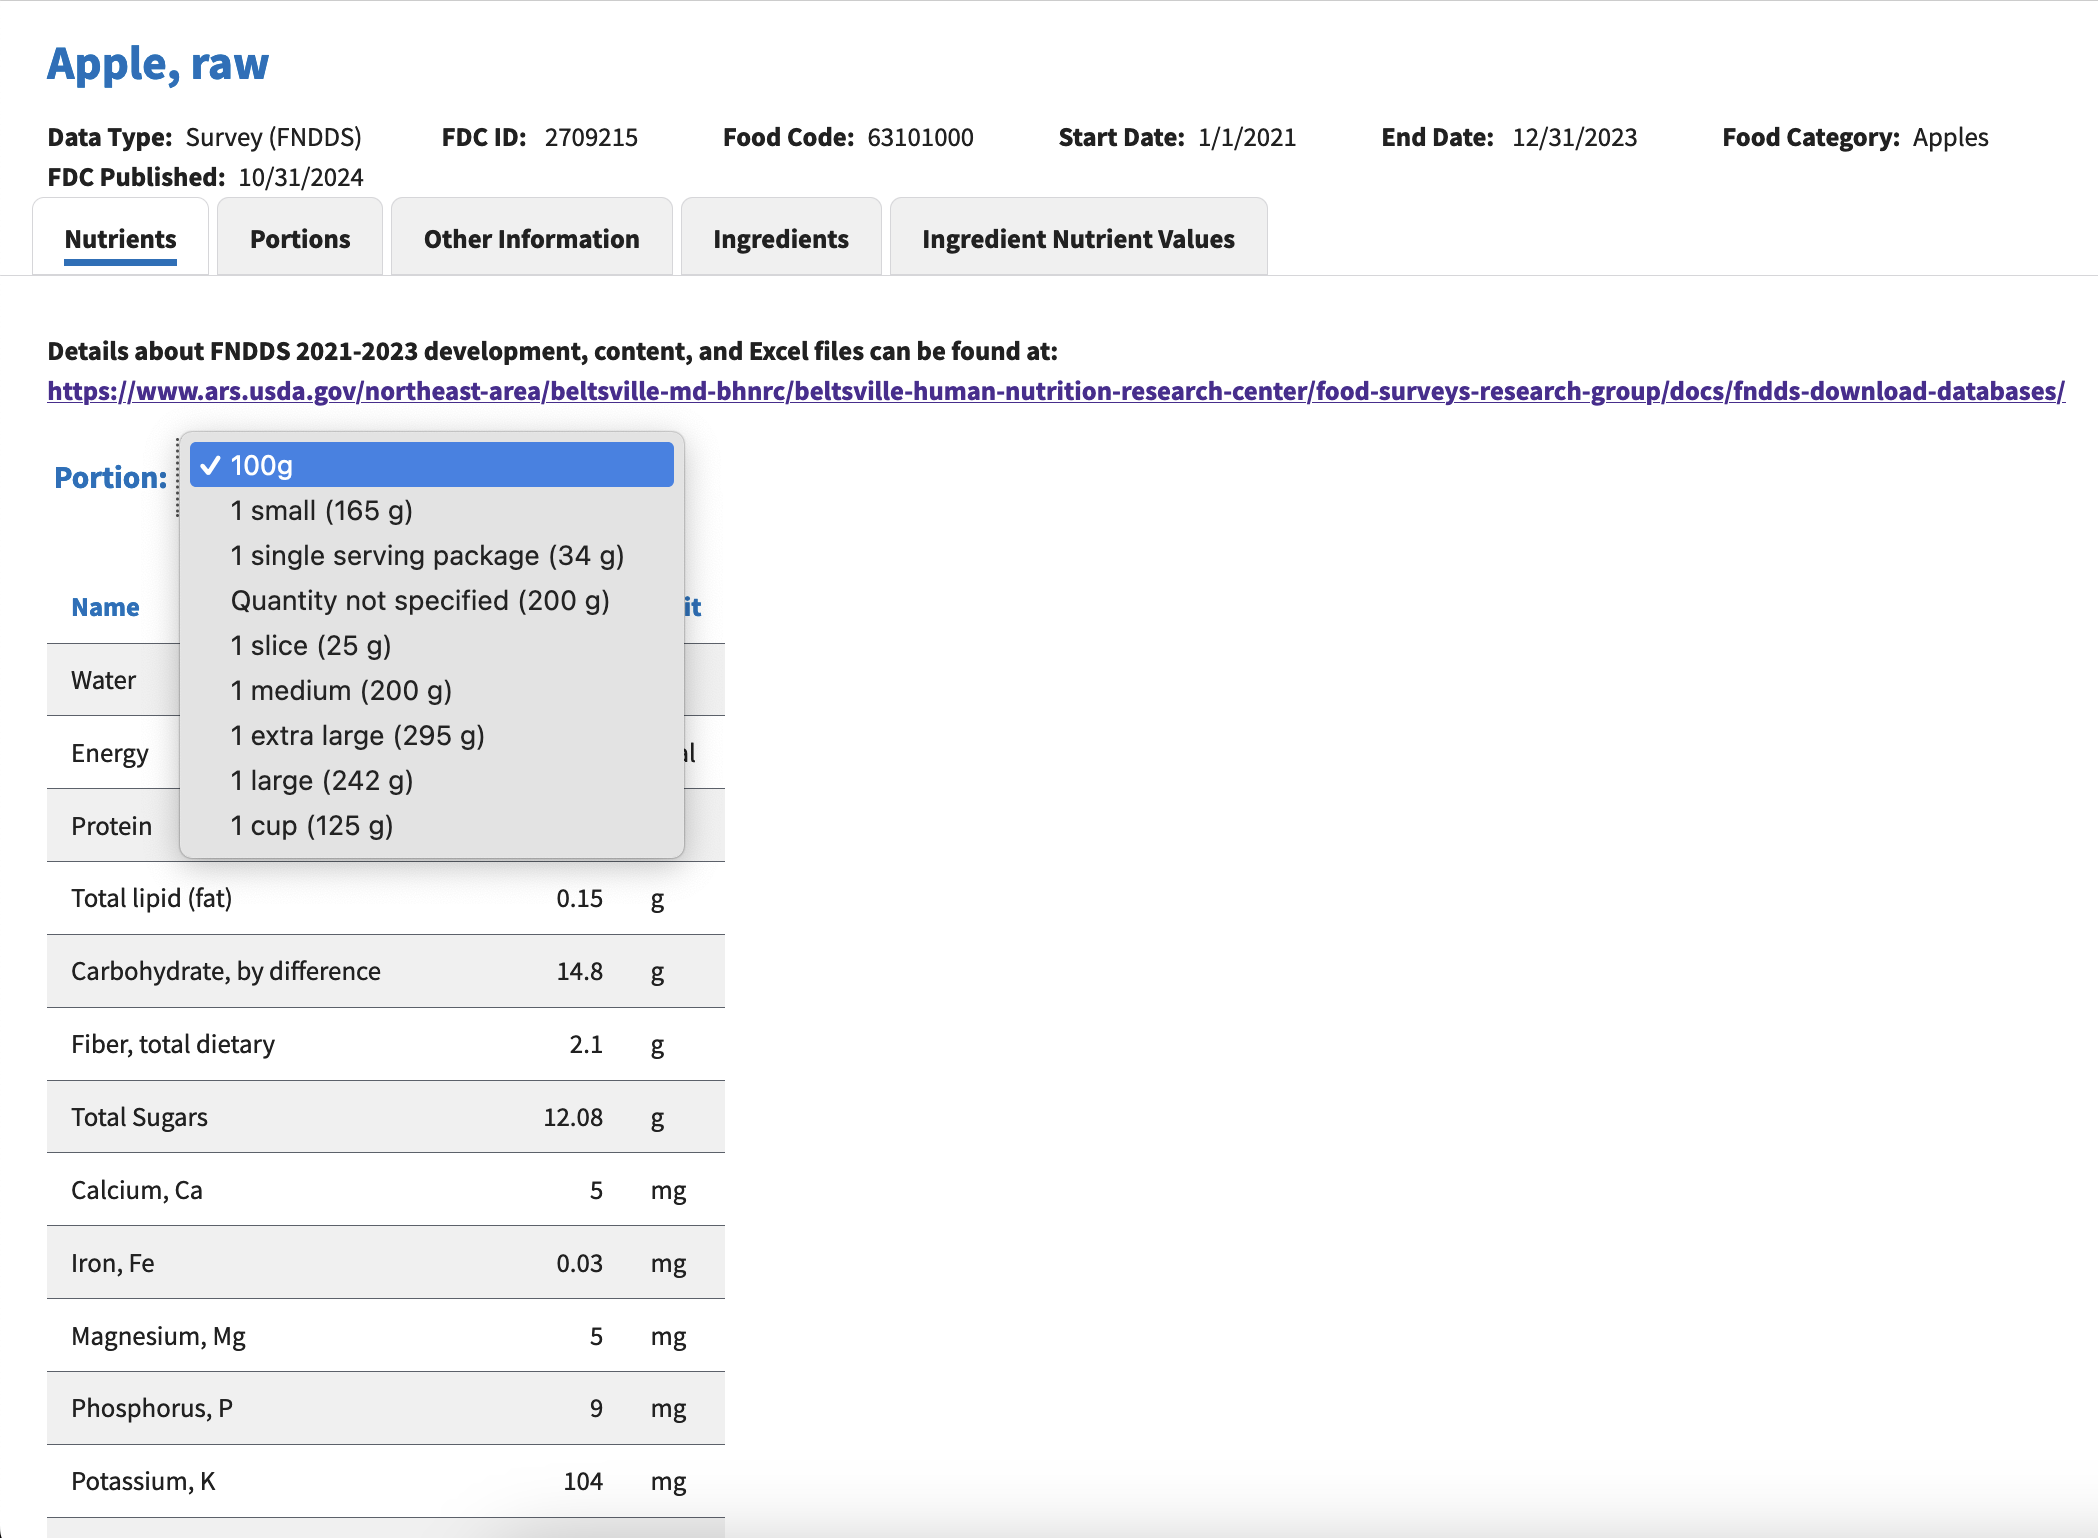 Apple, raw
Data Type: Survey (FNDDS) FDC ID: 2709215 Food Code: 63101000 Start Date: 1/1/2021 End Date: 12/31/2023 Food Category: Apples
FDC Published: 10/31/2024
Nutrients Portions Other Information Ingredients Ingredient Nutrient Values
Details about FNDDS 2021-2023 development, content, and Excel files can be found at:
https://www.ars.usda.gov/northeast-area/beltsville-md-bhnrc/beltsville-human-nutrition-research-center/food-surveys-research-group/docs/fndds-download-databases/
Portion:
✓ 100g
1 small (165 g)
1 single serving package (34 g)
Quantity not specified (200 g)
1 slice (25 g)
1 medium (200 g)
1 extra large (295 g)
1 large (242 g)
1 cup (125 g)
Name
Water
Energy
Protein
Total lipid (fat) 0.15 g
Carbohydrate, by difference 14.8 g
Fiber, total dietary 2.1 g
Total Sugars 12.08 g
Calcium, Ca 5 mg
Iron, Fe 0.03 mg
Magnesium, Mg 5 mg
Phosphorus, P 9 mg
Potassium, K 104 mg